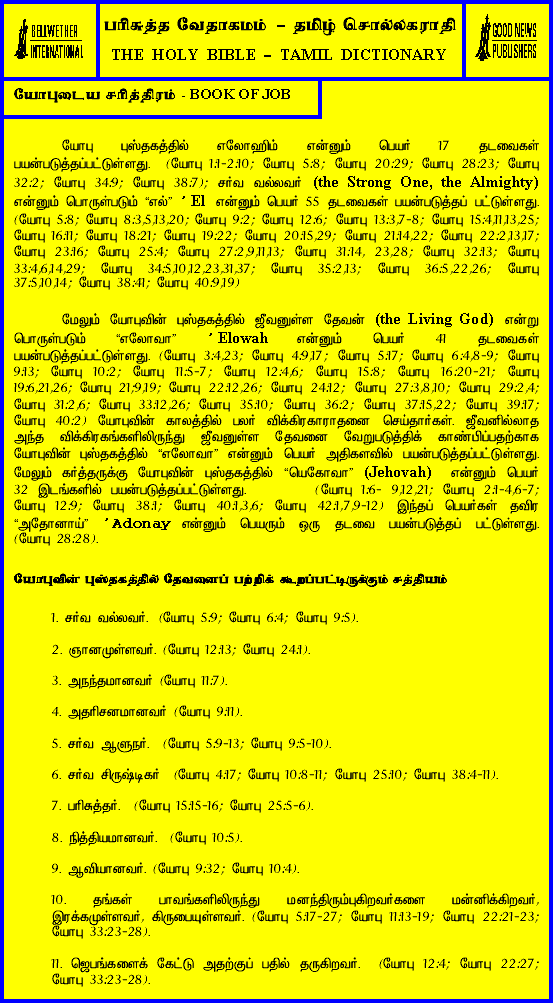 BELLWETHER
INTERNATIONAL
பரிசுத்த வேதாகமம் – தமிழ் சொல்லகராதி
THE HOLY BIBLE – TAMIL DICTIONARY
GOOD NEWS
PUBLISHERS
யோபுடைய சரித்திரம் - BOOK OF JOB
யோபு புஸ்தகத்தில் எலோஹிம் என்னும் பெயர் 17 தடவைகள்
பயன்படுத்தப்பட்டுள்ளது. (யோபு 1:1-2:10; யோபு 5:8; யோபு 20:29; யோபு 28:23; யோபு
32:2; யோபு 34:9; யோபு 38:7); சர்வ வல்லவர் (the Strong One, the Almighty)
என்னும் பொருள்படும் “எல்” ’El என்னும் பெயர் 55 தடவைகள் பயன்படுத்தப் பட்டுள்ளது.
(யோபு 5:8; யோபு 8:3,5,13,20; யோபு 9:2; யோபு 12:6; யோபு 13:3,7-8; யோபு 15:4,11,13,25;
யோபு 16:11; யோபு 18:21; யோபு 19:22; யோபு 20:15,29; யோபு 21:14,22; யோபு 22:2,13,17;
யோபு 23:16; யோபு 25:4; யோபு 27:2,9,11,13; யோபு 31:14, 23,28; யோபு 32:13; யோபு
33:4,6,14,29; யோபு 34:5,10,12,23,31,37; யோபு 35:2,13; யோபு 36:5,22,26; யோபு
37:5,10,14; யோபு 38:41; யோபு 40:9,19)
மேலும் யோபுவின் புஸ்தகத்தில் ஜீவனுள்ள தேவன் (the Living God) என்று
பொருள்படும் “எலோவா” ’Elowah என்னும் பெயர் 41 தடவைகள்
பயன்படுத்தப்பட்டுள்ளது. (யோபு 3:4,23; யோபு 4:9,17; யோபு 5:17; யோபு 6:4,8-9; யோபு
9:13; யோபு 10:2; யோபு 11:5-7; யோபு 12:4,6; யோபு 15:8; யோபு 16:20-21; யோபு
19:6,21,26; யோபு 21,9,19; யோபு 22:12,26; யோபு 24:12; யோபு 27:3,8,10; யோபு 29:2,4;
யோபு 31:2,6; யோபு 33:12,26; யோபு 35:10; யோபு 36:2; யோபு 37:15,22; யோபு 39:17;
யோபு 40:2) யோபுவின் காலத்தில் பலர் விக்கிரகாராதனை செய்தார்கள். ஜீவனில்லாத
அந்த விக்கிரகங்களிலிருந்து ஜீவனுள்ள தேவனை வேறுபடுத்திக் காண்பிப்பதற்காக
யோபுவின் புஸ்தகத்தில் “எலோவா” என்னும் பெயர் அதிகளவில் பயன்படுத்தப்பட்டுள்ளது.
மேலும் கர்த்தருக்கு யோபுவின் புஸ்தகத்தில் “யெகோவா” (Jehovah) என்னும் பெயர்
32 இடங்களில் பயன்படுத்தப்பட்டுள்ளது. (யோபு 1:6- 9,12,21; யோபு 2:1-4,6-7;
யோபு 12:9; யோபு 38:1; யோபு 40:1,3,6; யோபு 42:1,7,9-12) இந்தப் பெயர்கள் தவிர
“அதோனாய்” ’Adonay என்னும் பெயரும் ஒரு தடவை பயன்படுத்தப் பட்டுள்ளது.
(யோபு 28:28).
யோபுவின் புஸ்தகத்தில் தேவனைப் பற்றிக் கூறப்பட்டிருக்கும் சத்தியம்
1. சர்வ வல்லவர். (யோபு 5:9; யோபு 6:4; யோபு 9:5).
2. ஞானமுள்ளவர். (யோபு 12:13; யோபு 24:1).
3. அநந்தமானவர் (யோபு 11:7).
4. அதரிசனமானவர் (யோபு 9:11).
5. சர்வ ஆளுநர். (யோபு 5:9-13; யோபு 9:5-10).
6. சர்வ சிருஷ்டிகர் (யோபு 4:17; யோபு 10:8-11; யோபு 25:10; யோபு 38:4-11).
7. பரிசுத்தர். (யோபு 15:15-16; யோபு 25:5-6).
8. நித்தியமானவர். (யோபு 10:5).
9. ஆவியானவர். (யோபு 9:32; யோபு 10:4).
10. தங்கள் பாவங்களிலிருந்து மனந்திரும்புகிறவர்களை மன்னிக்கிறவர்,
இரக்கமுள்ளவர், கிருபையுள்ளவர். (யோபு 5:17-27; யோபு 11:13-19; யோபு 22:21-23;
யோபு 33:23-28).
11. ஜெபங்களைக் கேட்டு அதற்குப் பதில் தருகிறவர். (யோபு 12:4; யோபு 22:27;
யோபு 33:23-28).